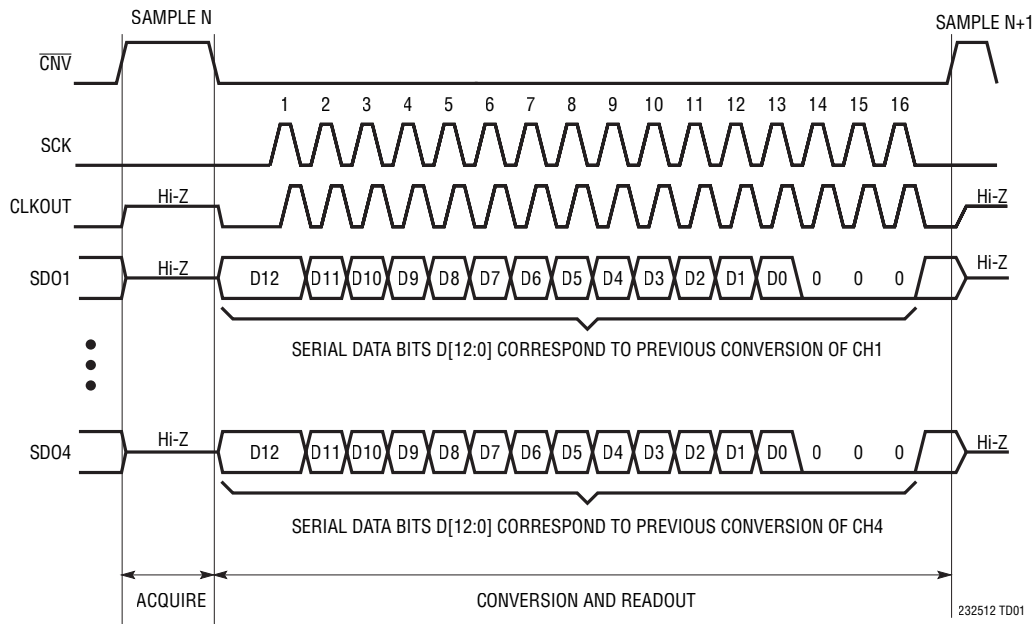 SAMPLE N
SAMPLE N+1
CNV
1 2 3 4 5 6 7 8 9 10 11 12 13 14 15 16
SCK
CLKOUT Hi-Z Hi-Z
SDO1 Hi-Z D12 D11 D10 D9 D8 D7 D6 D5 D4 D3 D2 D1 D0 0 0 0 Hi-Z
SERIAL DATA BITS D[12:0] CORRESPOND TO PREVIOUS CONVERSION OF CH1
SDO4 Hi-Z D12 D11 D10 D9 D8 D7 D6 D5 D4 D3 D2 D1 D0 0 0 0 Hi-Z
SERIAL DATA BITS D[12:0] CORRESPOND TO PREVIOUS CONVERSION OF CH4
ACQUIRE CONVERSION AND READOUT
232512 TD01